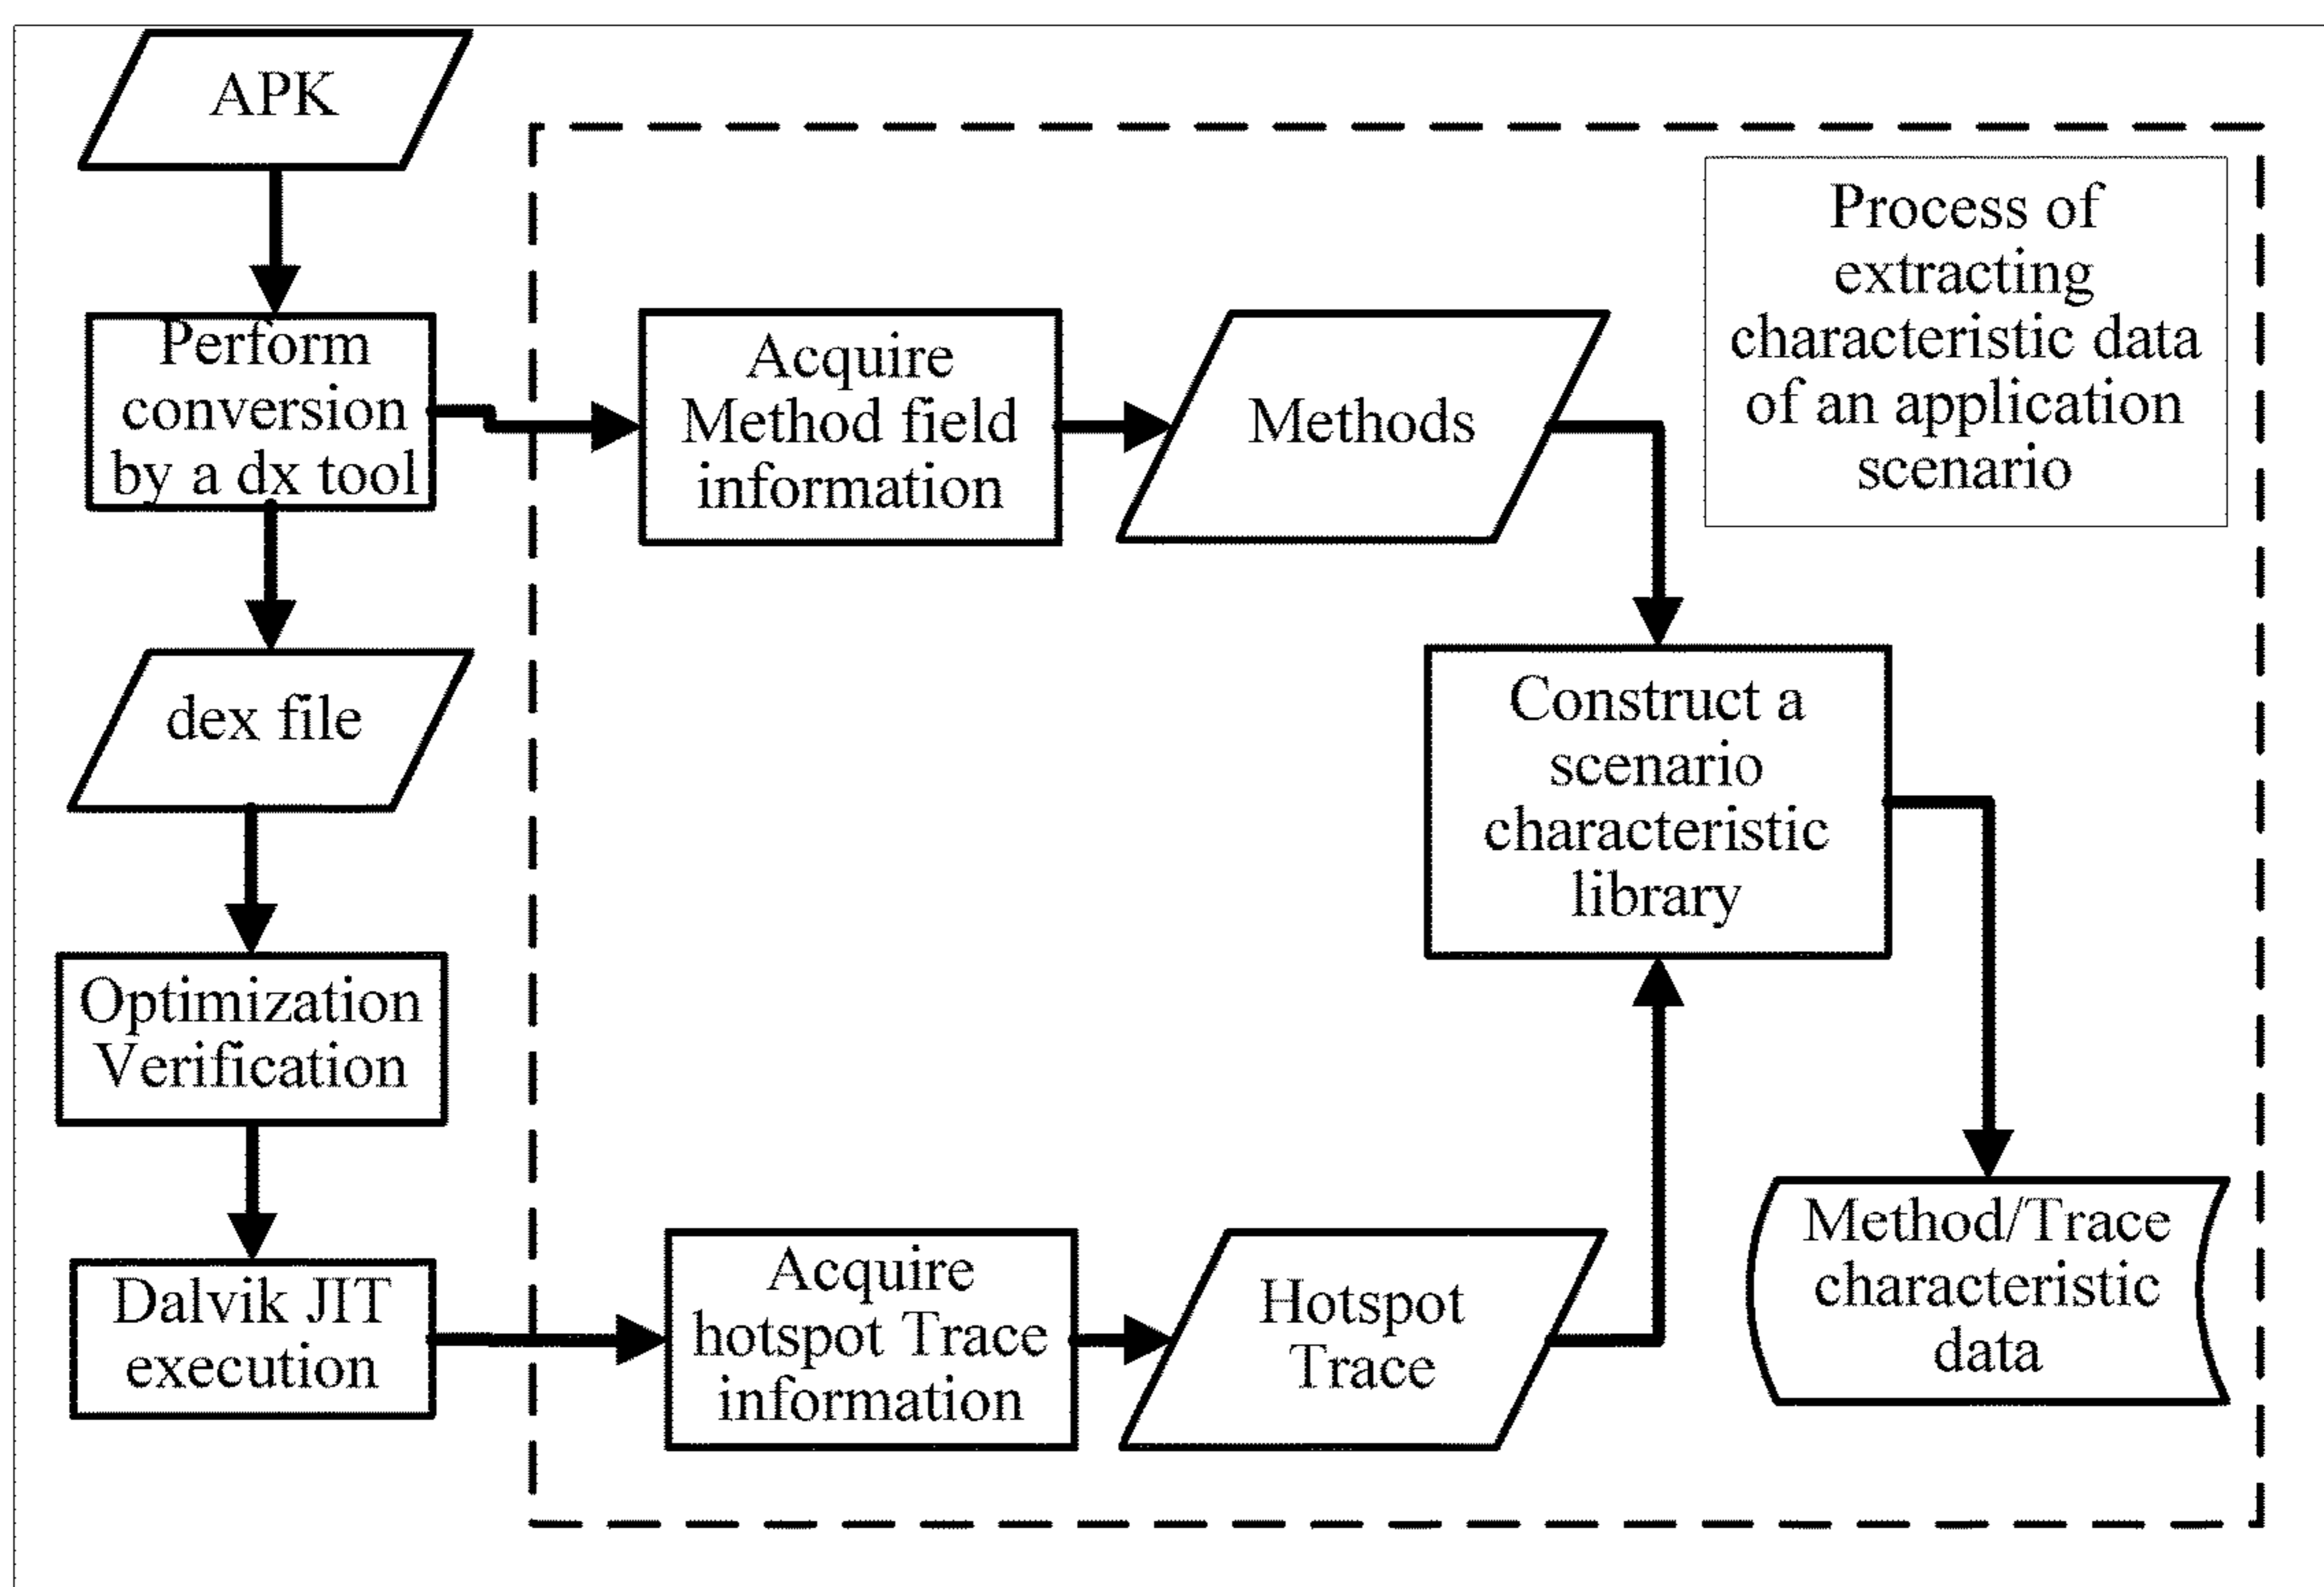 APK
Perform
conversion
by a dx tool
dex file
Optimization
Verification
Dalvik JIT
execution
Acquire
Method field
information
Methods
Process of
extracting
characteristic data
of an application
scenario
Construct a
scenario
characteristic
library
Acquire
hotspot Trace
information
Hotspot
Trace
Method/Trace
characteristic
data